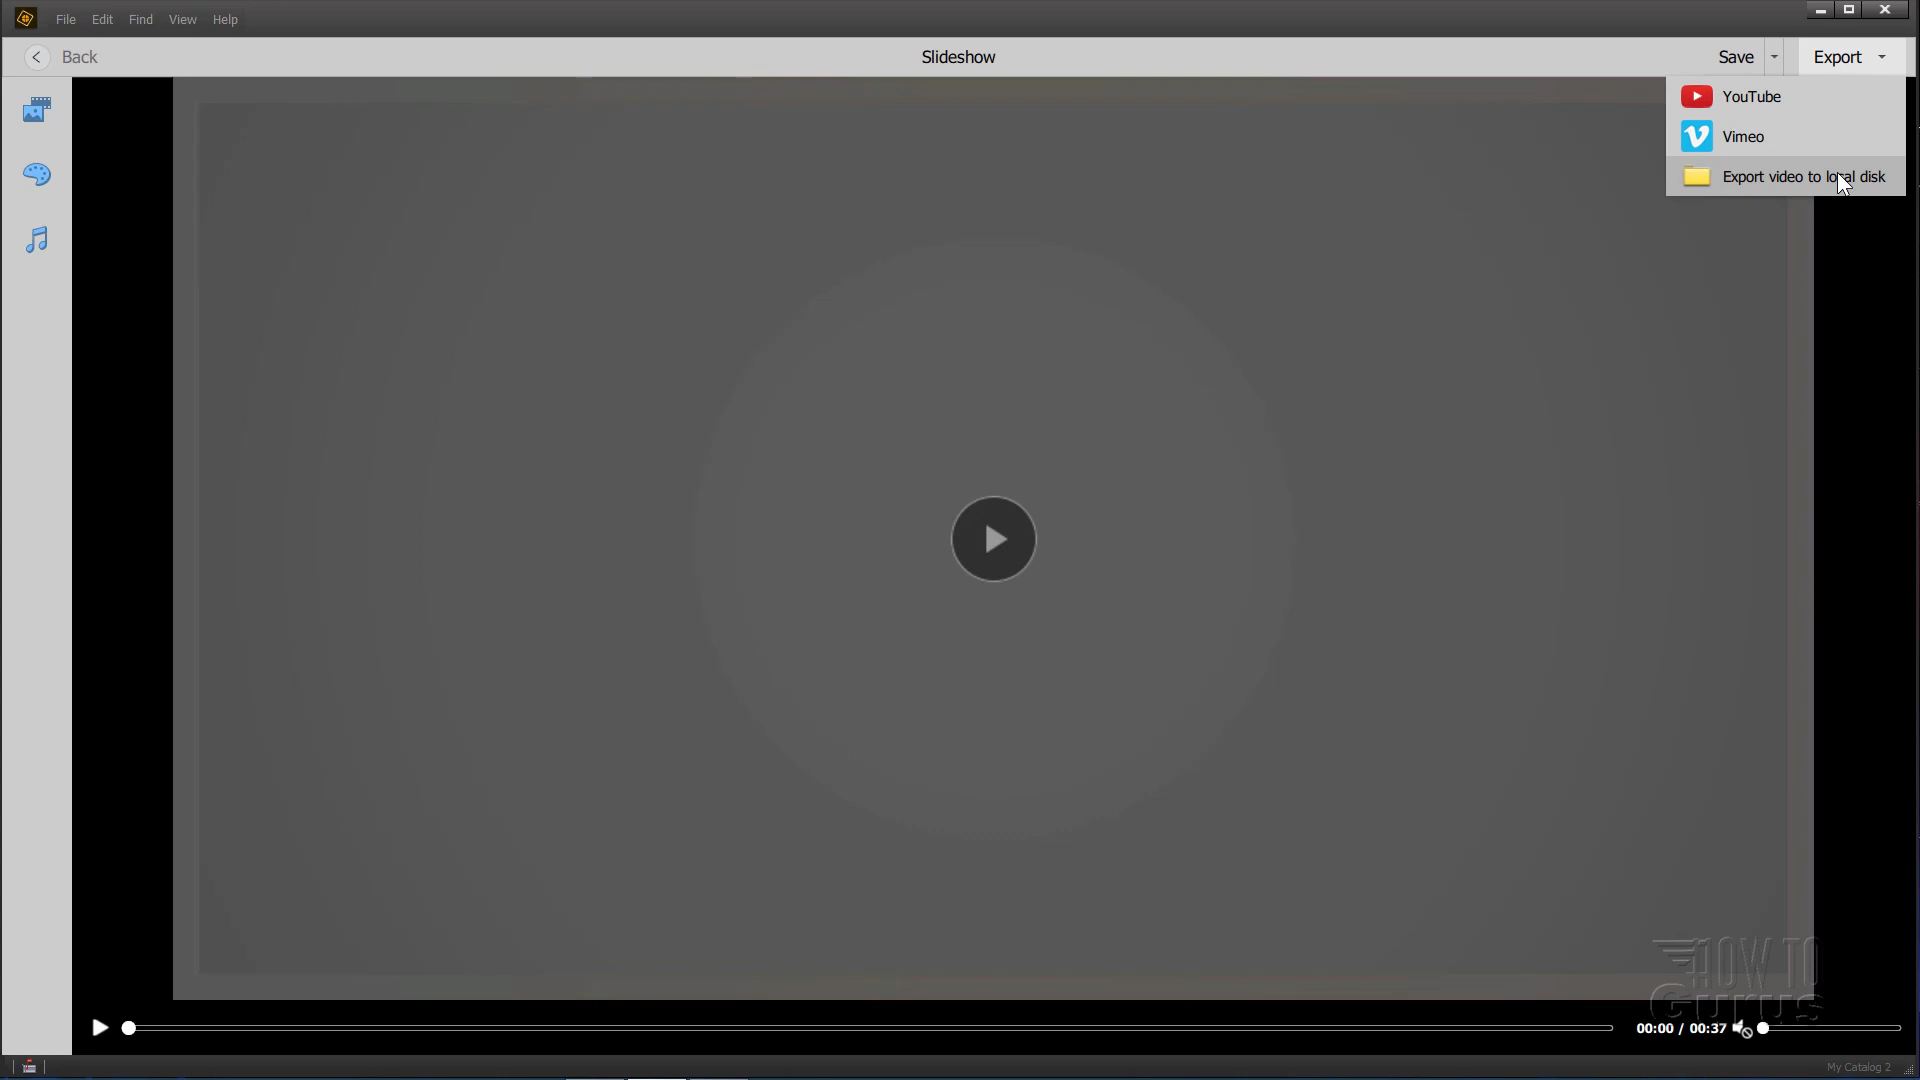 File Edit Find View Help
Back Slideshow Save Export
YouTube
Vimeo
Export video to local disk
HOW TO
GURUS
00:00 / 00:37
My Catalog 2